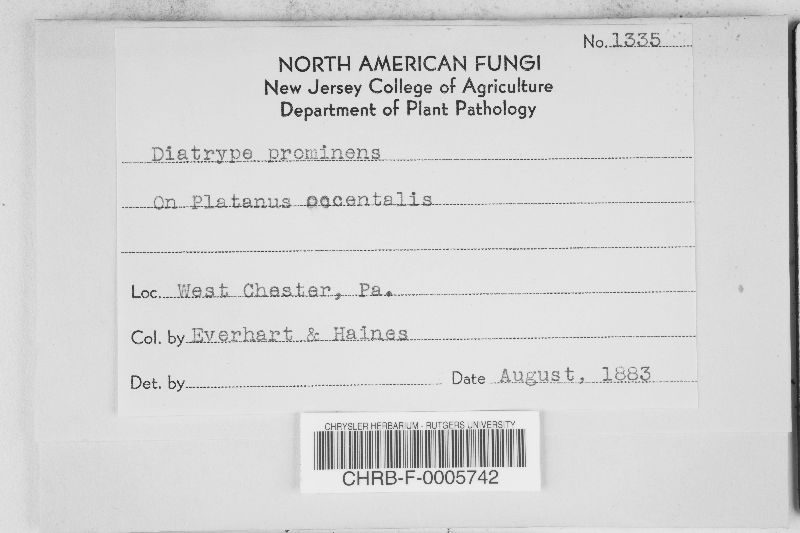 No. 1335
NORTH AMERICAN FUNGI
New Jersey College of Agriculture
Department of Plant Pathology
Diatrype prominens
On Platanus occentalis
Loc. West Chester, Pa.
Col. by Everhart & Haines
Det. by
Date August, 1883
CHRYSLER HERBARIUM - RUTGERS UNIVERSITY
CHRB-F-0005742